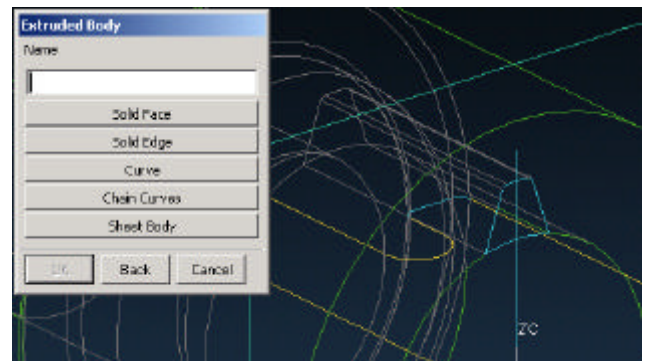 Extruded Body
Name
Solid Face
Solid Edge
Curve
Chain Curves
Sheet Body
OK
Back
Cancel
ZC